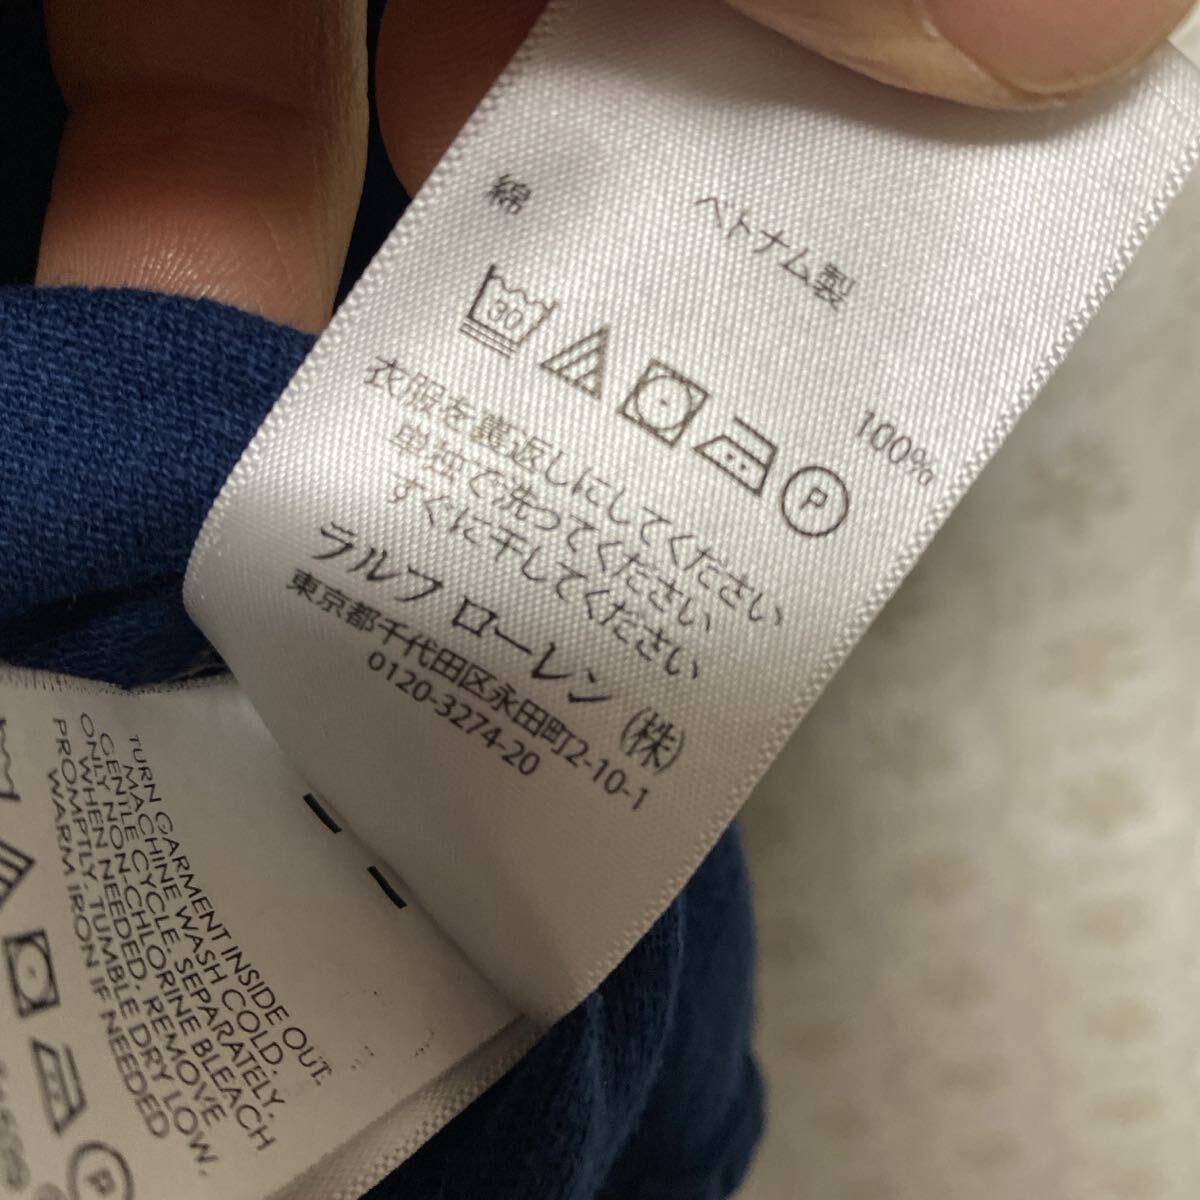 ベトナム製
綿 100%
30
P
衣服を裏返しにしてください
単独で洗ってください
すぐに干してください
ラルフ ローレン (株)
東京都千代田区永田町2-10-1
0120-3274-20
TURN GARMENT INSIDE OUT.
MACHINE WASH COLD.
GENTLE CYCLE. SEPARATELY.
ONLY NON-CHLORINE BLEACH
WHEN NEEDED. REMOVE
PROMPTLY. TUMBLE DRY LOW.
WARM IRON IF NEEDED
P